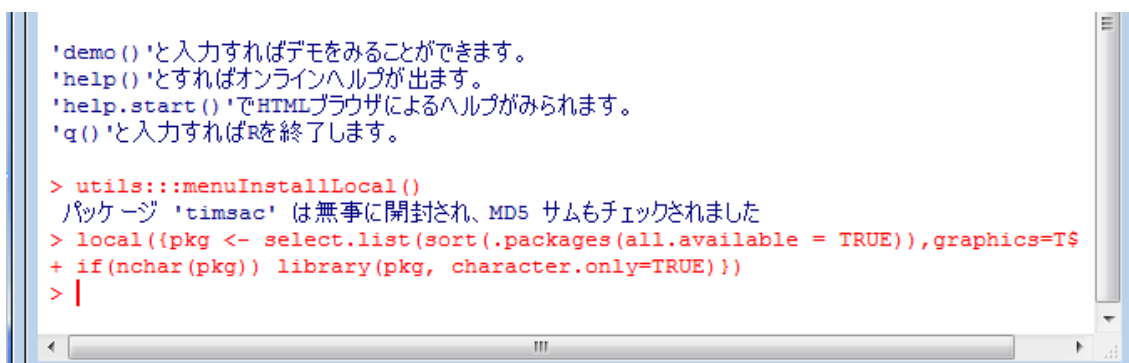 'demo()'と入力すればデモをみることができます。
'help()'とすればオンラインヘルプが出ます。
'help.start()'でHTMLブラウザによるヘルプがみられます。
'q()'と入力すればRを終了します。
> utils:::menuInstallLocal()
パッケージ 'timsac' は無事に開封され、MD5 サムもチェックされました
> local({pkg <- select.list(sort(.packages(all.available = TRUE)),graphics=T$
+ if(nchar(pkg)) library(pkg, character.only=TRUE)})
>